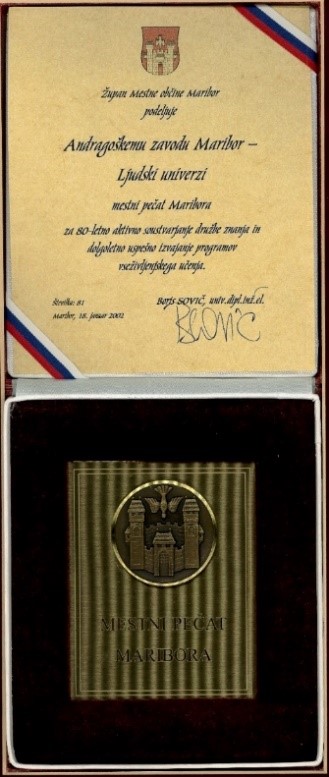 Župan Mestne občine Maribor
podeljuje
Andragoškemu zavodu Maribor –
Ljudski univerzi
mestni pečat Maribora
za 80-letno aktivno soustvarjanje družbe znanja in
dolgoletno uspešno izvajanje programov
vseživljenjskega učenja.
Številka: 81
Maribor, 18. januar 2002
Boris SOVIČ, univ.dipl.inž.el.
B SOVIČ
MESTNI PEČAT
MARIBORA